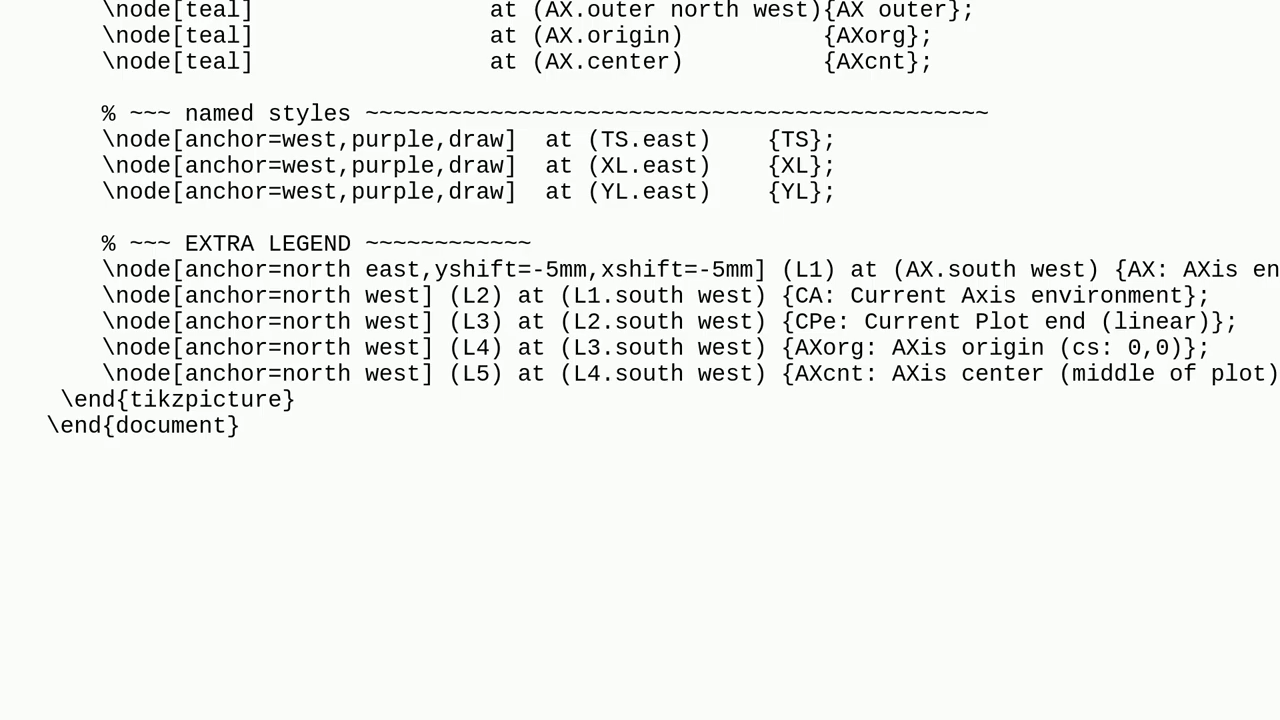 \node[teal]                 at (AX.outer north west){AX outer};
\node[teal]                 at (AX.origin)          {AXorg};
\node[teal]                 at (AX.center)          {AXcnt};
% ~~~ named styles ~~~~~~~~~~~~~~~~~~~~~~~~~~~~~~~~~~~~~~~~~~~~~
\node[anchor=west,purple,draw]  at (TS.east)    {TS};
\node[anchor=west,purple,draw]  at (XL.east)    {XL};
\node[anchor=west,purple,draw]  at (YL.east)    {YL};
% ~~~ EXTRA LEGEND ~~~~~~~~~~~~
\node[anchor=north east,yshift=-5mm,xshift=-5mm] (L1) at (AX.south west) {AX: AXis en
\node[anchor=north west] (L2) at (L1.south west) {CA: Current Axis environment};
\node[anchor=north west] (L3) at (L2.south west) {CPe: Current Plot end (linear)};
\node[anchor=north west] (L4) at (L3.south west) {AXorg: AXis origin (cs: 0,0)};
\node[anchor=north west] (L5) at (L4.south west) {AXcnt: AXis center (middle of plot)
\end{tikzpicture}
\end{document}